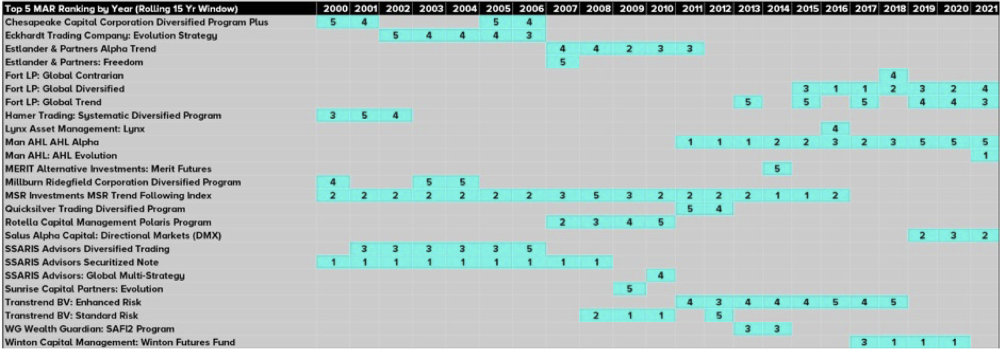 Top 5 MAR Ranking by Year (Rolling 15 Yr Window) 2000 2001 2002 2003 2004 2005 2006 2007 2008 2009 2010 2011 2012 2013 2014 2015 2016 2017 2018 2019 2020 2021
Chesapeake Capital Corporation Diversified Program Plus 5 4 5 4
Eckhardt Trading Company: Evolution Strategy 5 4 4 4 3
Estlander & Partners Alpha Trend 4 4 2 3 3
Estlander & Partners: Freedom 5
Fort LP: Global Contrarian 4
Fort LP: Global Diversified 3 1 1 2 3 2 4
Fort LP: Global Trend 5 5 5 4 4 3
Hamer Trading: Systematic Diversified Program 3 5 4
Lynx Asset Management: Lynx 4
Man AHL AHL Alpha 1 1 1 2 2 3 2 3 5 5 5
Man AHL: AHL Evolution 1
MERIT Alternative Investments: Merit Futures 5
Millburn Ridegfield Corporation Diversified Program 4 5 5
MSR Investments MSR Trend Following Index 2 2 2 2 2 2 2 3 5 3 2 2 2 2 1 1 2
Quicksilver Trading Diversified Program 5 4
Rotella Capital Management Polaris Program 2 3 4 5
Salus Alpha Capital: Directional Markets (DMX) 2 3 2
SSARIS Advisors Diversified Trading 3 3 3 3 3 5
SSARIS Advisors Securitized Note 1 1 1 1 1 1 1 1 1
SSARIS Advisors: Global Multi-Strategy 4
Sunrise Capital Partners: Evolution 5
Transtrend BV: Enhanced Risk 4 3 4 4 4 5 4 5
Transtrend BV: Standard Risk 2 1 1 5
WG Wealth Guardian: SAFI2 Program 3 3
Winton Capital Management: Winton Futures Fund 3 1 1 1